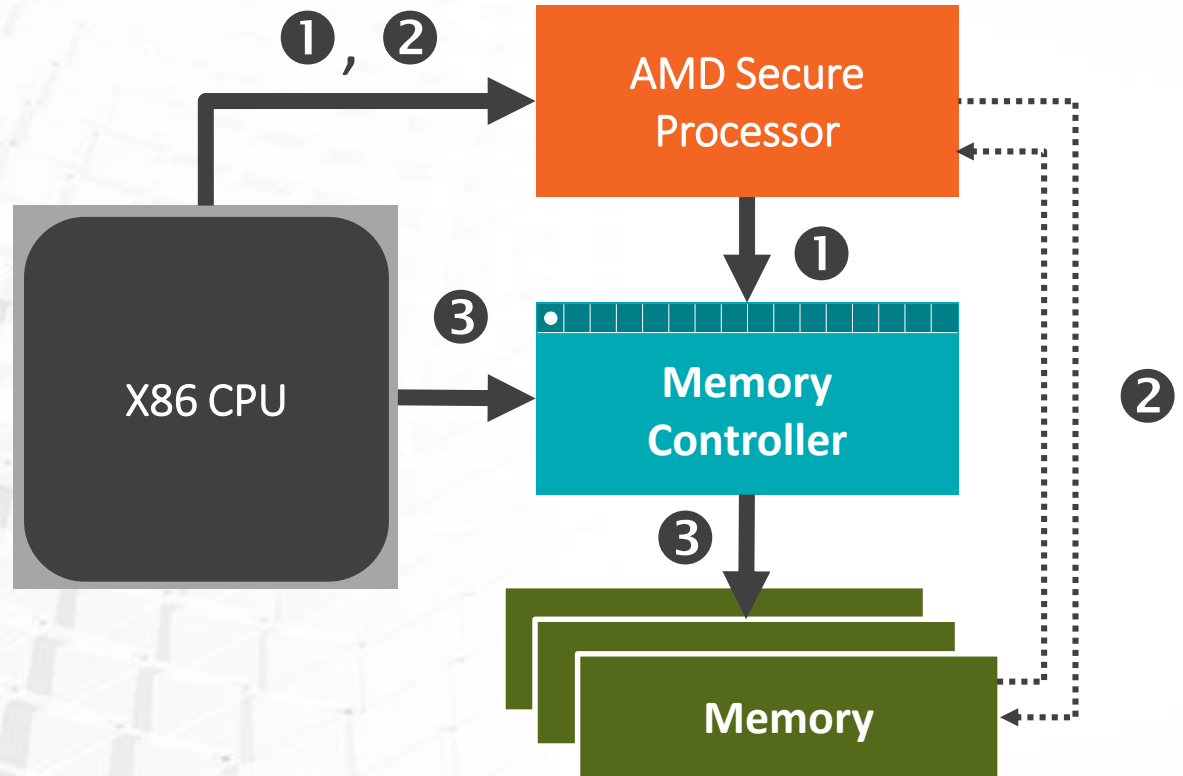 ❶, ❷
AMD Secure
Processor
❶
❸
X86 CPU
Memory
Controller
❷
❸
Memory